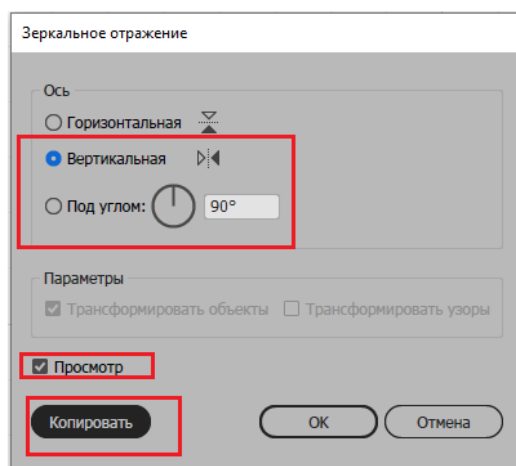 Зеркальное отражение
Ось
Горизонтальная
Вертикальная
Под углом: 90°
Параметры
Трансформировать объекты Трансформировать узоры
Просмотр
Копировать OK Отмена